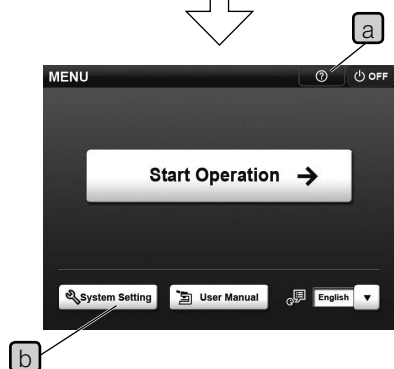 a
MENU ? OFF
Start Operation →
System Setting User Manual English ▼
b